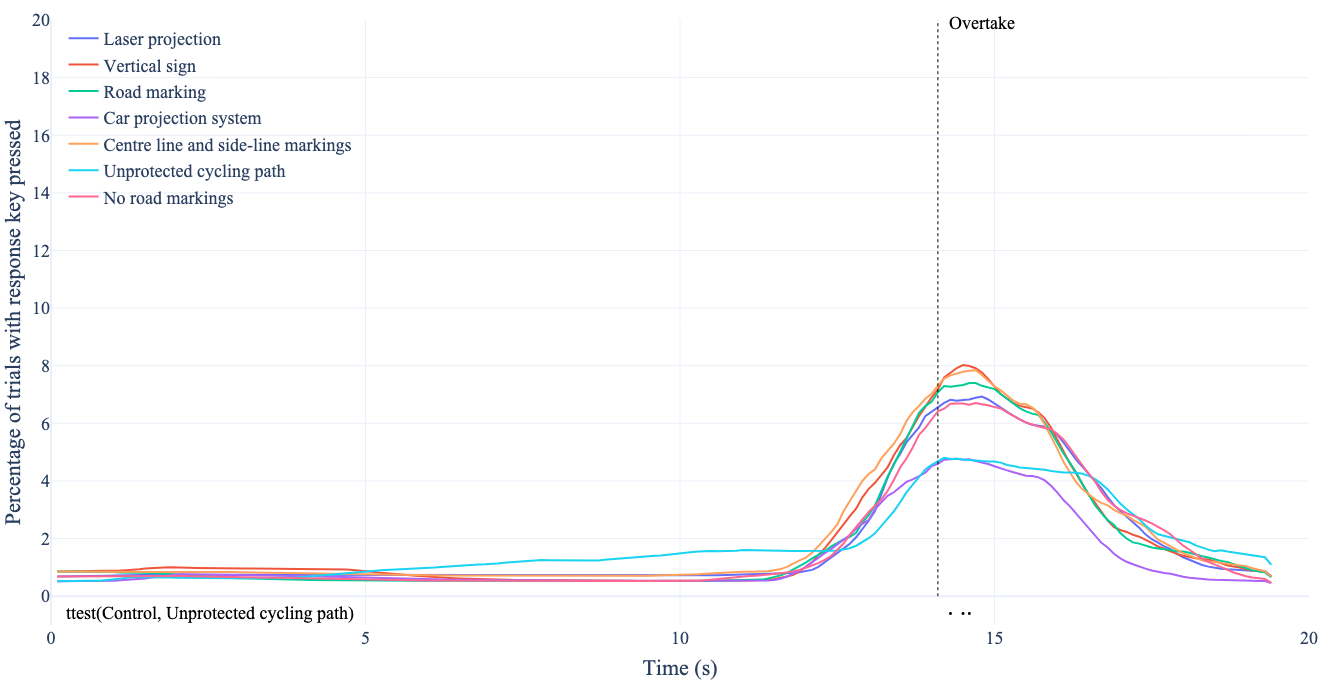 Overtake
Laser projection
Vertical sign
Road marking
Car projection system
Centre line and side-line markings
Unprotected cycling path
No road markings
Percentage of trials with response key pressed
20
18
16
14
12
10
8
6
4
2
0
ttest(Control, Unprotected cycling path)
0 5 10 15 20
Time (s)